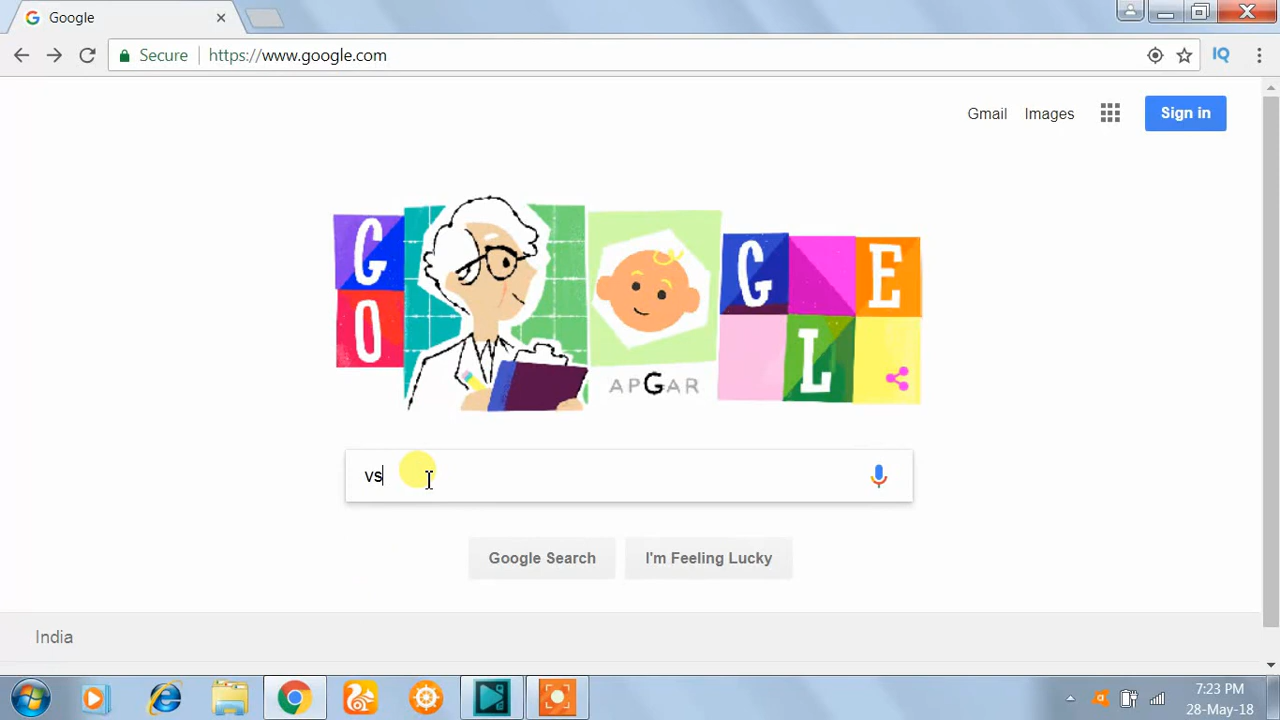 Google
Secure https://www.google.com
IQ
Gmail Images Sign in
GOOGLE
APGAR
vs
Google Search I'm Feeling Lucky
India
7:23 PM
28-May-18